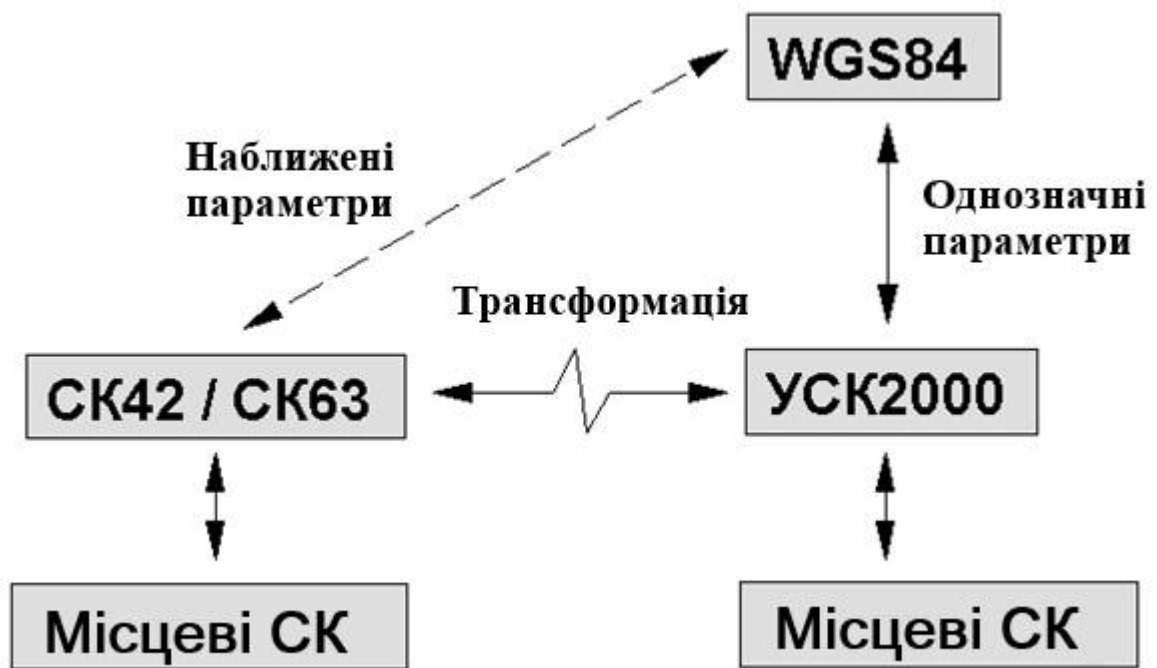 WGS84
Наближені
параметри
Однозначні
параметри
Трансформація
СК42 / СК63
УСК2000
Місцеві СК
Місцеві СК